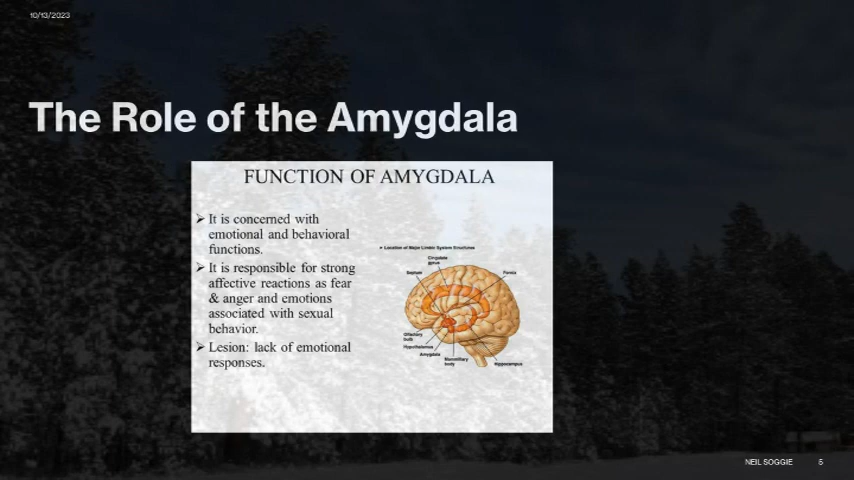 10/13/2023
The Role of the Amygdala
FUNCTION OF AMYGDALA
➢ It is concerned with
emotional and behavioral
functions.
➢ It is responsible for strong
affective reactions as fear
& anger and emotions
associated with sexual
behavior.
➢ Lesion: lack of emotional
responses.
Location of Major Limbic System Structures
Cingulate
gyrus
Septum
Fornix
Olfactory
bulb
Hypothalamus
Amygdala
Mammillary
body
Hippocampus
NEIL SOGGIE
5